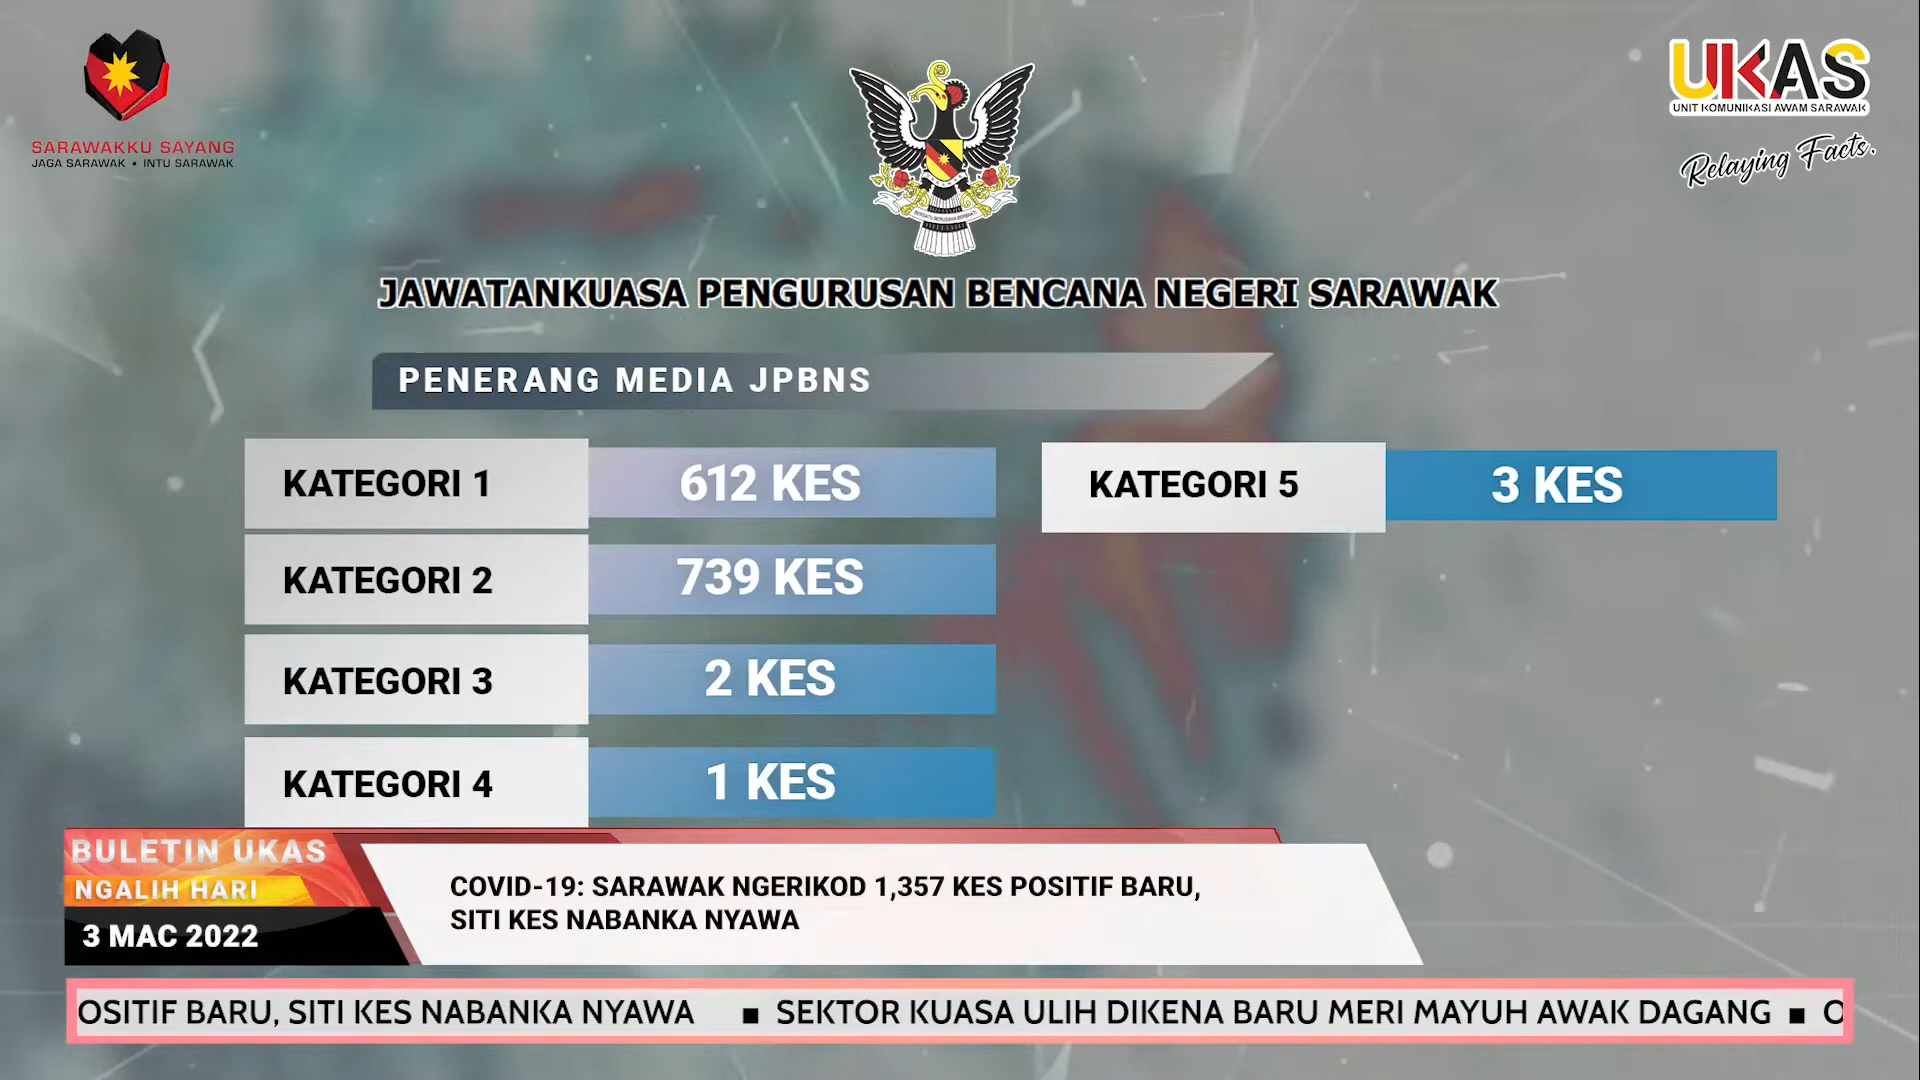 SARAWAKKU SAYANG
JAGA SARAWAK • INTU SARAWAK
UKAS
UNIT KOMUNIKASI AWAM SARAWAK
Relaying Facts.
BERSATU BERUSAHA BERBAKTI
JAWATANKUASA PENGURUSAN BENCANA NEGERI SARAWAK
PENERANG MEDIA JPBNS
KATEGORI 1 612 KES
KATEGORI 2 739 KES
KATEGORI 3 2 KES
KATEGORI 4 1 KES
KATEGORI 5 3 KES
BULETIN UKAS
NGALIH HARI
3 MAC 2022
COVID-19: SARAWAK NGERIKOD 1,357 KES POSITIF BARU,
SITI KES NABANKA NYAWA
OSITIF BARU, SITI KES NABANKA NYAWA ■ SEKTOR KUASA ULIH DIKENA BARU MERI MAYUH AWAK DAGANG ■ O